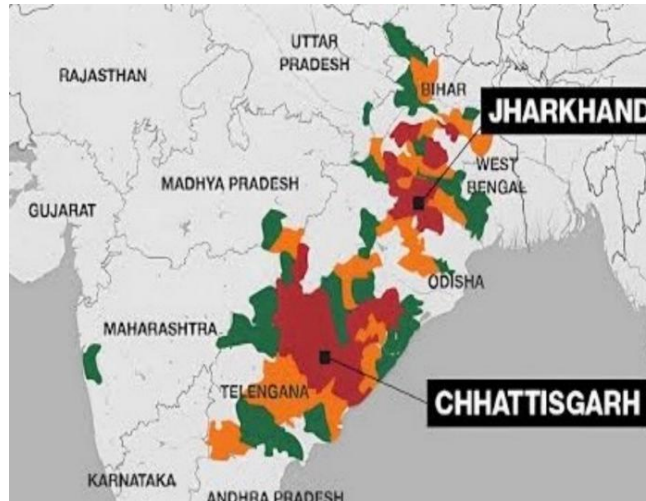 UTTAR
PRADESH
RAJASTHAN
BIHAR
JHARKHAND
WEST
BENGAL
MADHYA PRADESH
GUJARAT
ODISHA
MAHARASHTRA
TELENGANA
CHHATTISGARH
KARNATAKA
ANDHRA PRADESH